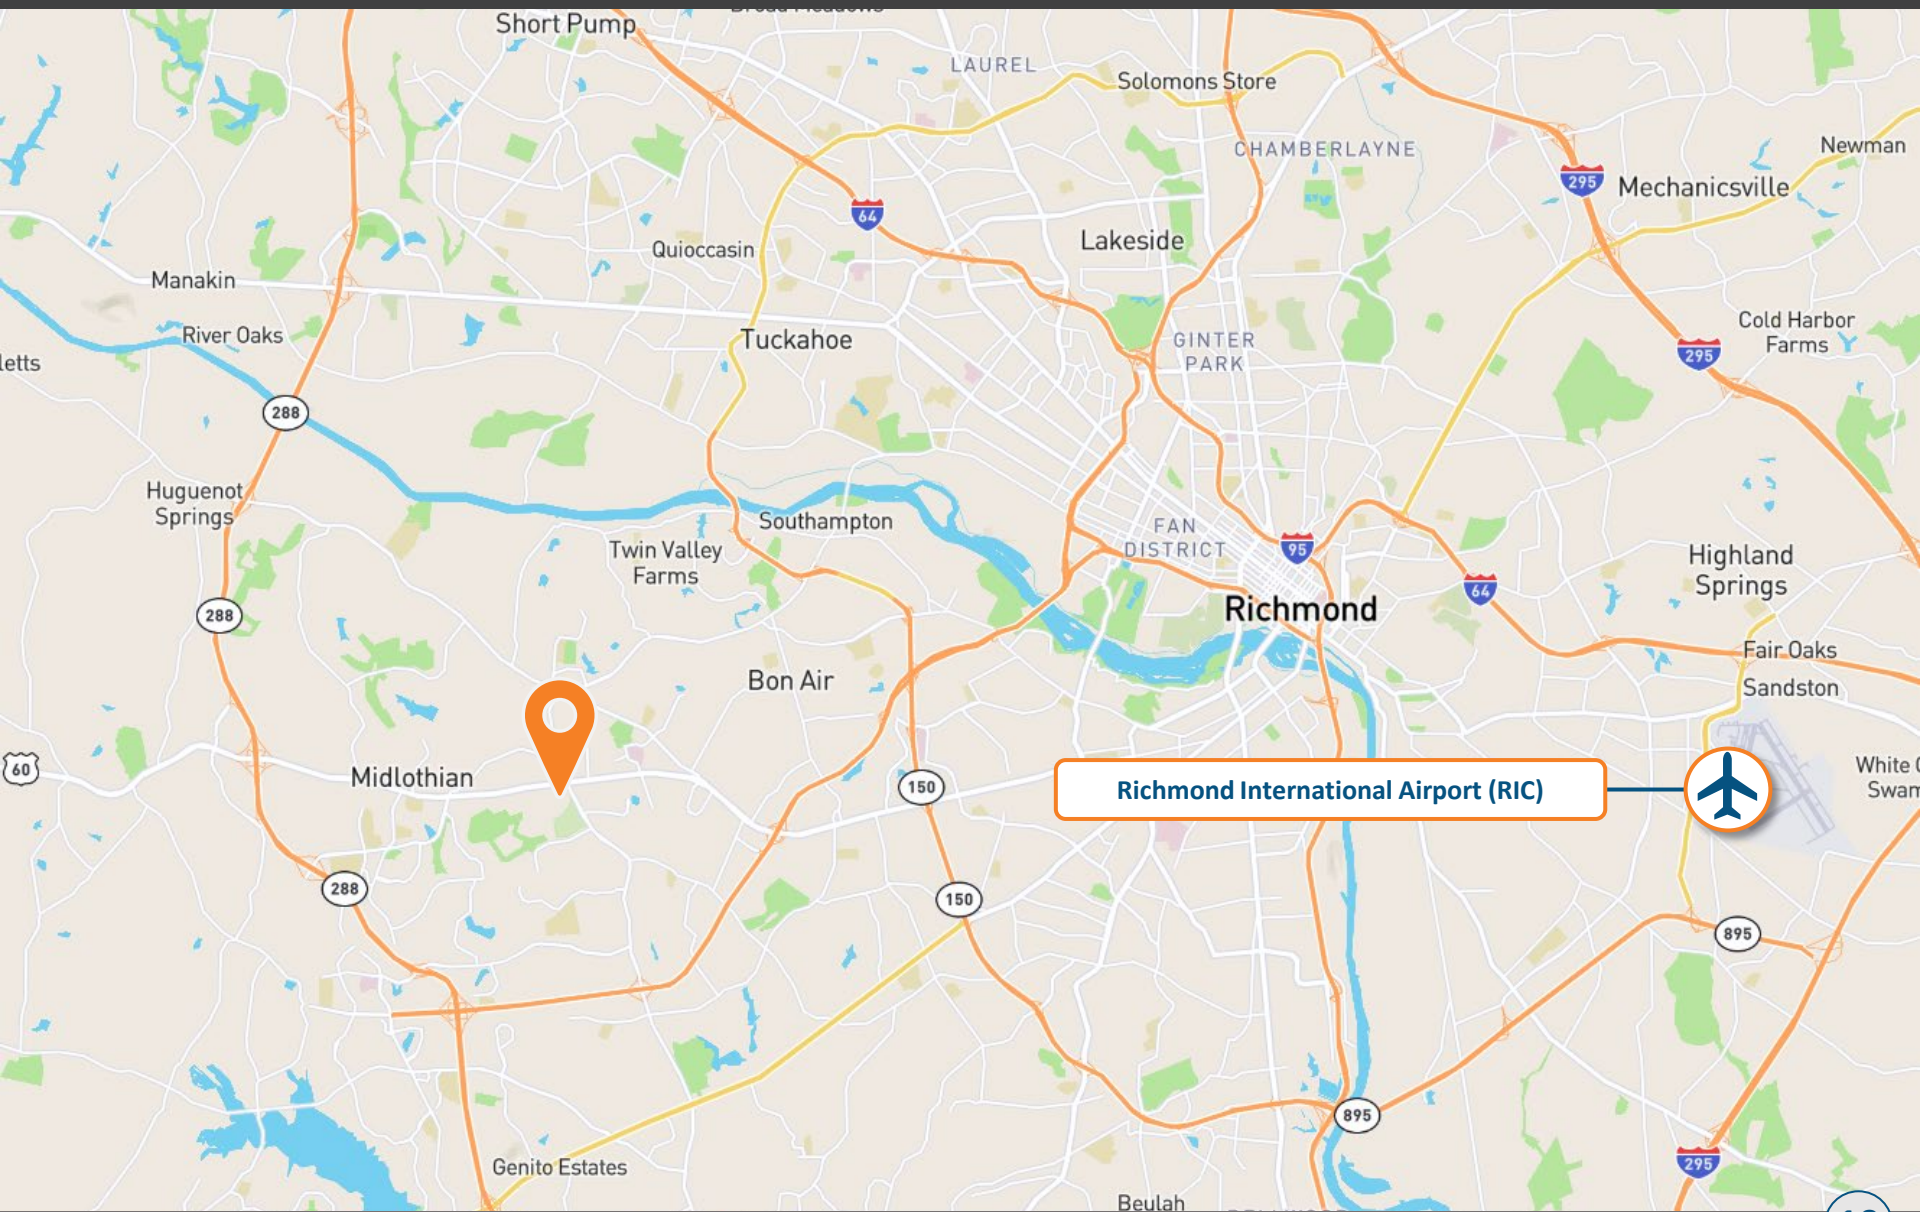 Short Pump
LAUREL
Solomons Store
CHAMBERLAYNE
Newman
295
Mechanicsville
64
Lakeside
Quioccasin
Manakin
River Oaks
Tuckahoe
GINTER
PARK
Cold Harbor
Farms
295
letts
288
Huguenot
Springs
Southampton
FAN
DISTRICT
95
Twin Valley
Farms
Highland
Springs
64
288
Richmond
Fair Oaks
Bon Air
Sandston
60
Midlothian
150
Richmond International Airport (RIC)
White
Swam
288
150
895
895
Genito Estates
295
Beulah